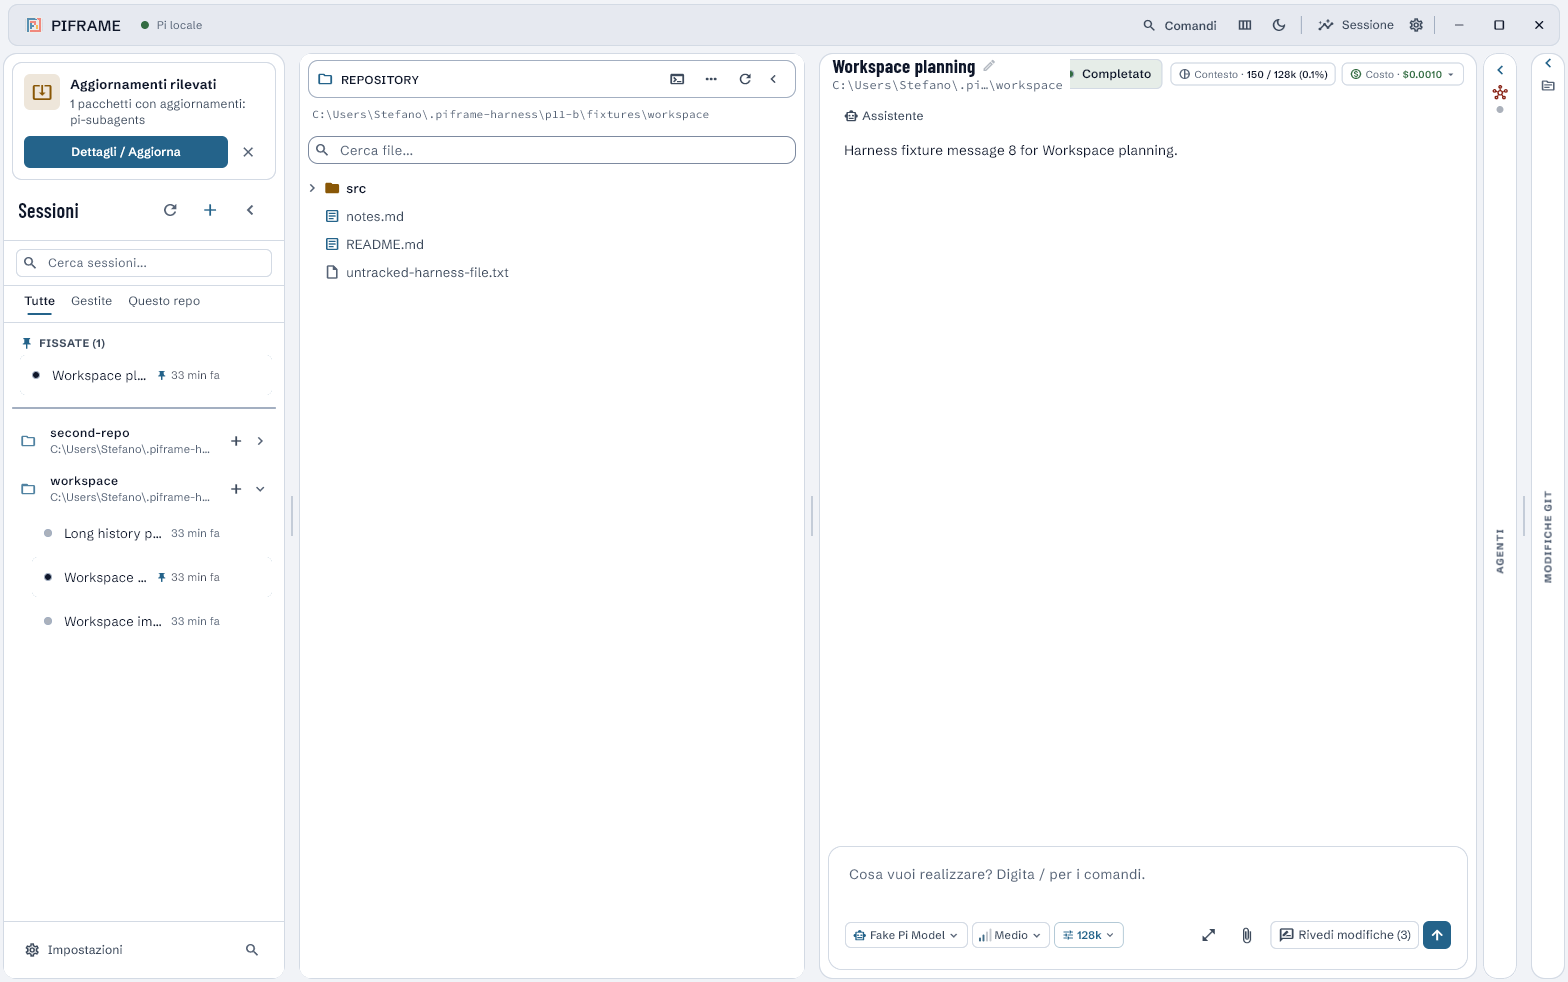 PIFRAME
Pi locale
Comandi
Sessione
Aggiornamenti rilevati
1 pacchetti con aggiornamenti:
pi-subagents
Dettagli / Aggiorna
Sessioni
Cerca sessioni...
Tutte
Gestite
Questo repo
FISSATE (1)
Workspace pl...
33 min fa
second-repo
C:\Users\Stefano\.piframe-h...
workspace
C:\Users\Stefano\.piframe-h...
Long history p...
33 min fa
Workspace ...
33 min fa
Workspace im...
33 min fa
Impostazioni
REPOSITORY
C:\Users\Stefano\.piframe-harness\p11-b\fixtures\workspace
Cerca file...
src
notes.md
README.md
untracked-harness-file.txt
Workspace planning
C:\Users\Stefano\.pi…\workspace
Completato
Contesto · 150 / 128k (0.1%)
Costo · $0.0010
Assistente
Harness fixture message 8 for Workspace planning.
Cosa vuoi realizzare? Digita / per i comandi.
Fake Pi Model
Medio
128k
Rivedi modifiche (3)
AGENTI
MODIFICHE GIT